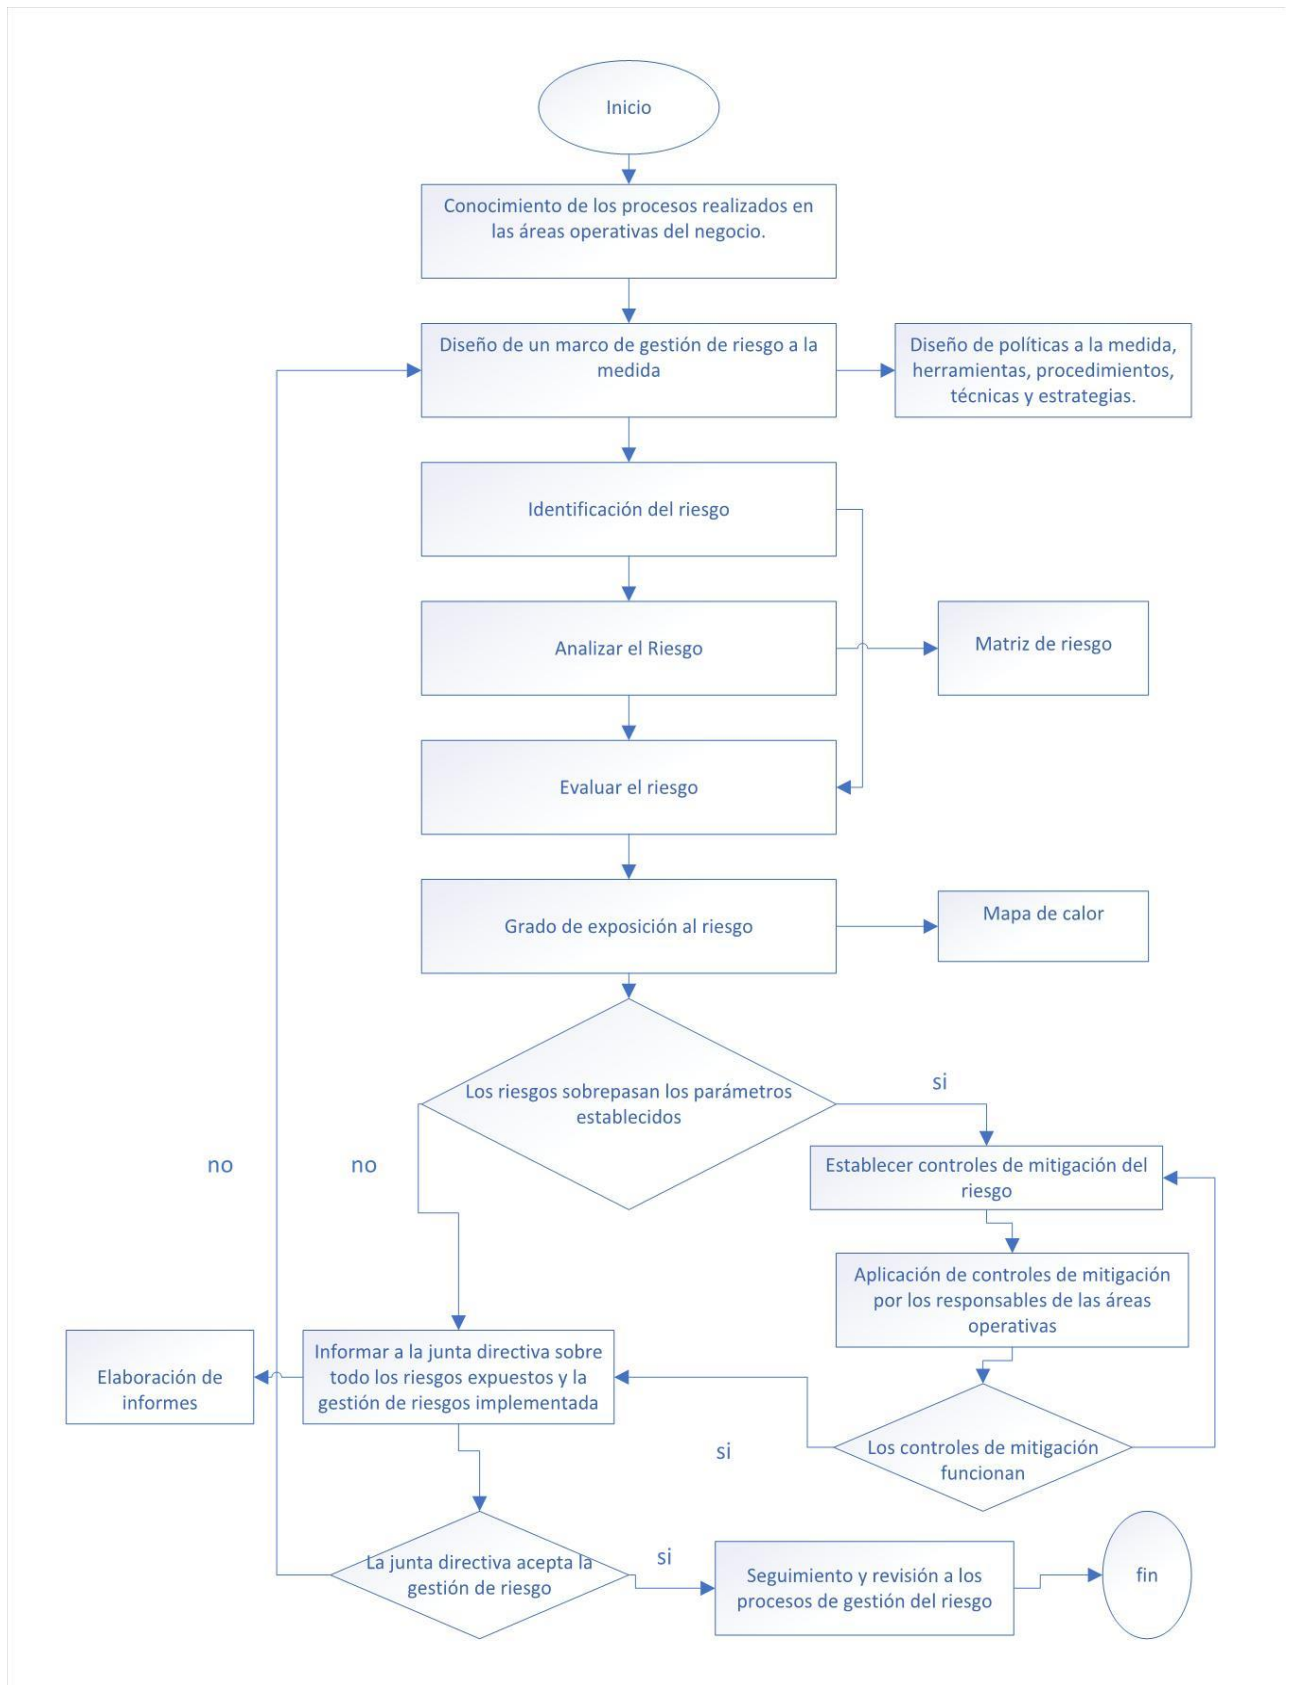 Inicio
Conocimiento de los procesos realizados en
las áreas operativas del negocio.
Diseño de un marco de gestión de riesgo a la
medida
Diseño de políticas a la medida,
herramientas, procedimientos,
técnicas y estrategias.
Identificación del riesgo
Analizar el Riesgo
Matriz de riesgo
Evaluar el riesgo
Grado de exposición al riesgo
Mapa de calor
Los riesgos sobrepasan los parámetros
establecidos
si
no
no
Establecer controles de mitigación del
riesgo
Aplicación de controles de mitigación
por los responsables de las áreas
operativas
Informar a la junta directiva sobre
todo los riesgos expuestos y la
gestión de riesgos implementada
Elaboración de
informes
Los controles de mitigación
funcionan
si
La junta directiva acepta la
gestión de riesgo
si
Seguimiento y revisión a los
procesos de gestión del riesgo
fin